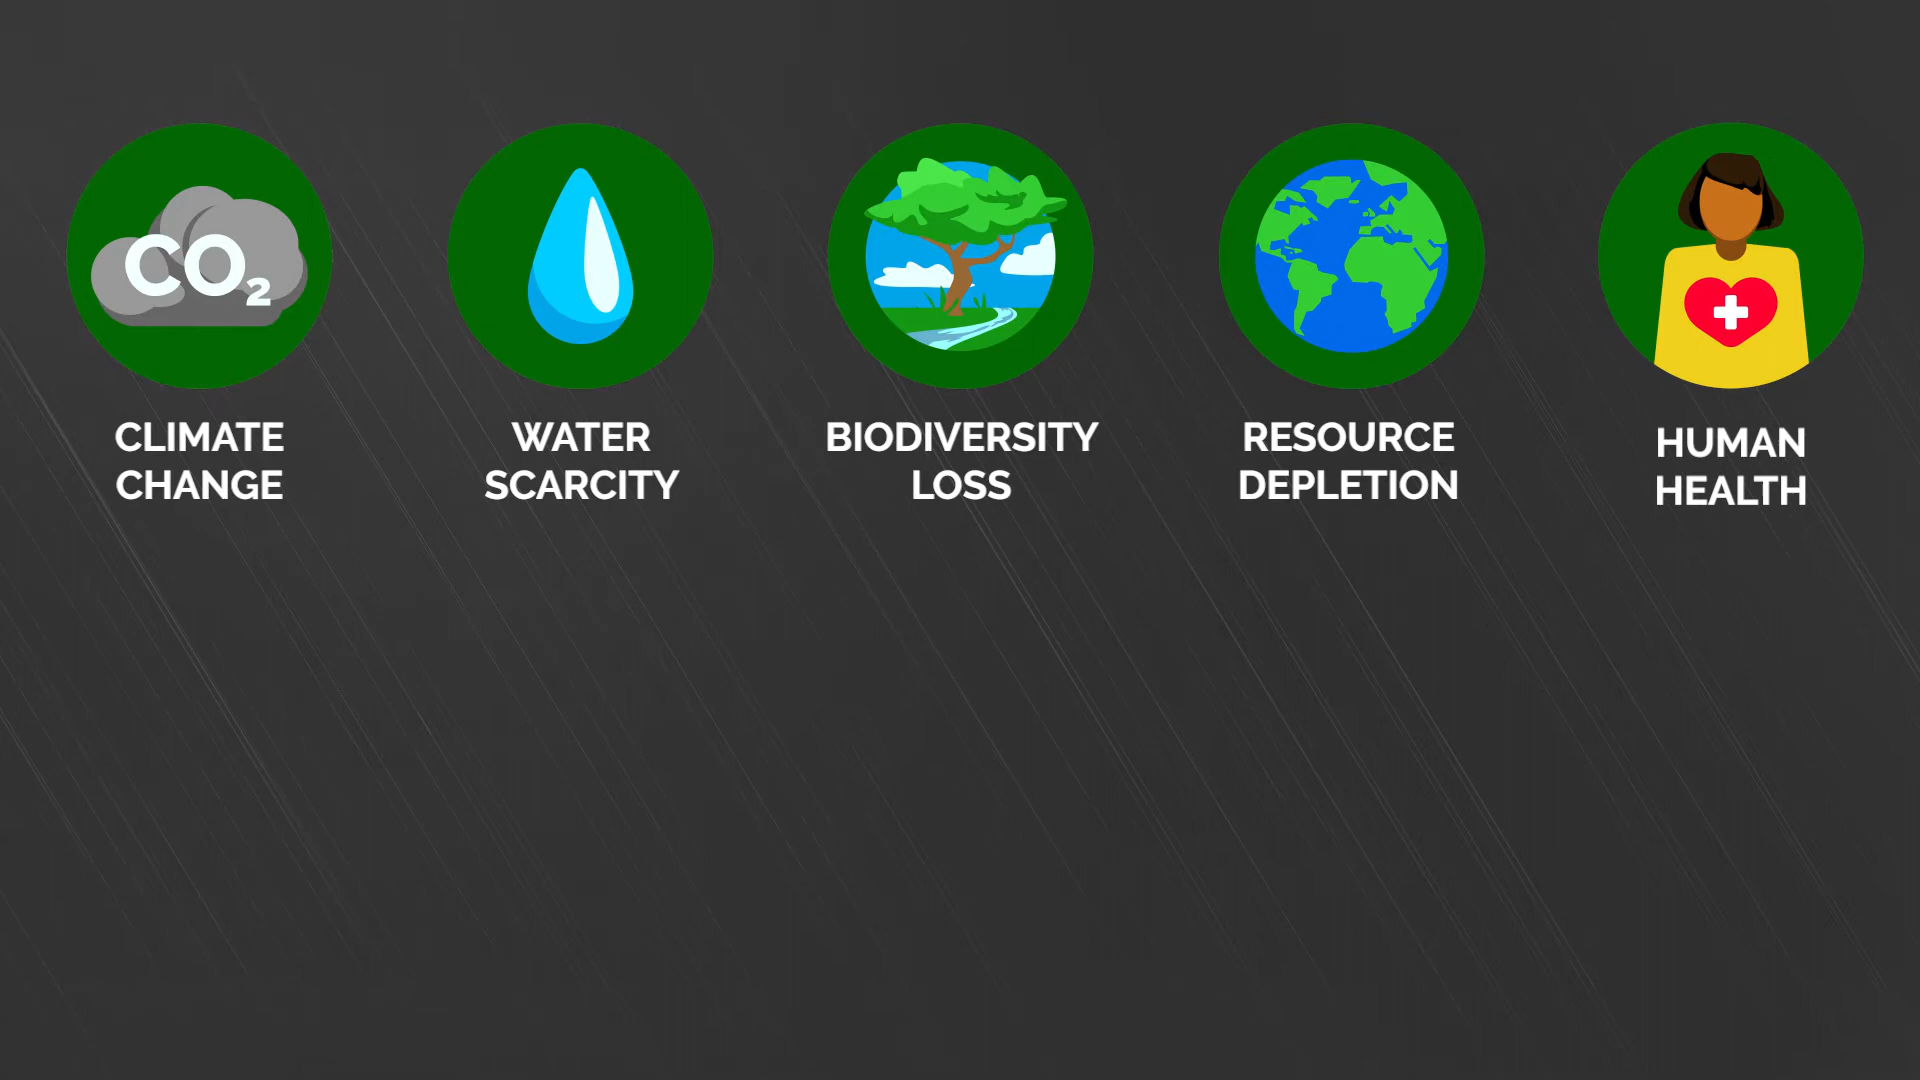 CO₂
CLIMATE
CHANGE
WATER
SCARCITY
BIODIVERSITY
LOSS
RESOURCE
DEPLETION
HUMAN
HEALTH